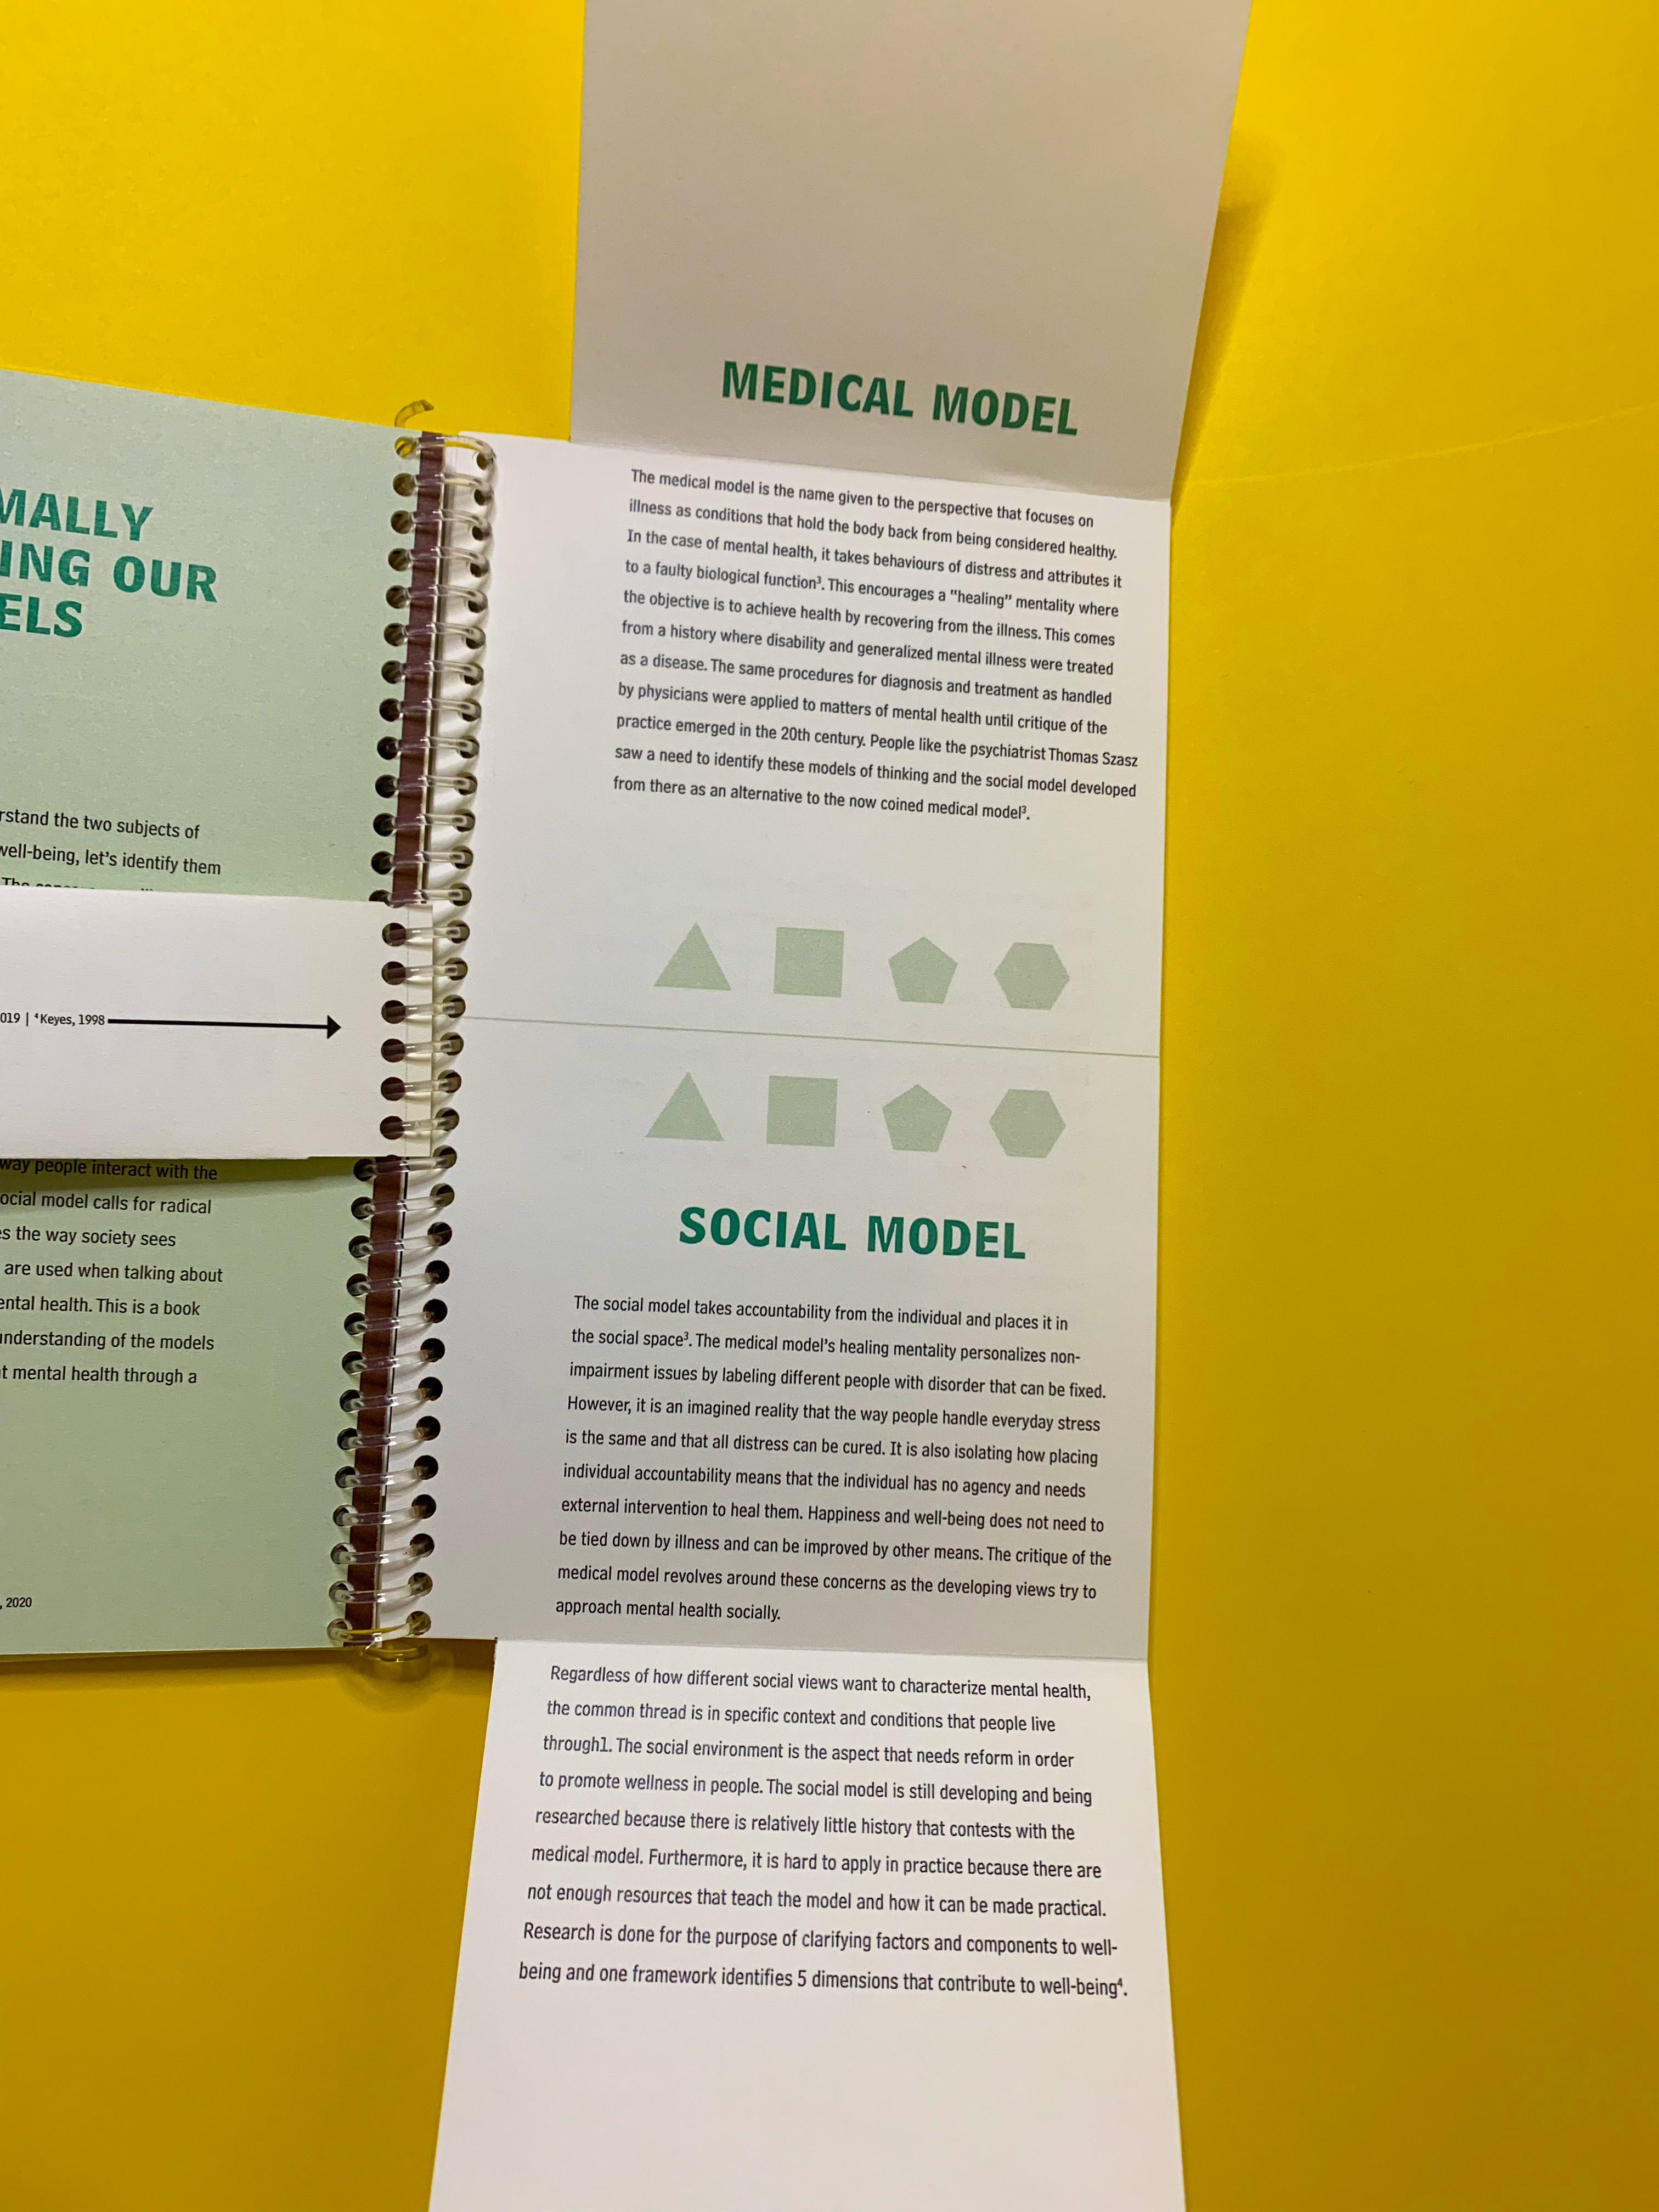 MALLY
ING OUR
ELS
rstand the two subjects of
well-being, let's identify them
019 | ⁴Keyes, 1998
way people interact with the
ocial model calls for radical
s the way society sees
are used when talking about
ental health. This is a book
understanding of the models
t mental health through a
, 2020
MEDICAL MODEL
The medical model is the name given to the perspective that focuses on
illness as conditions that hold the body back from being considered healthy.
In the case of mental health, it takes behaviours of distress and attributes it
to a faulty biological function³. This encourages a "healing" mentality where
the objective is to achieve health by recovering from the illness. This comes
from a history where disability and generalized mental illness were treated
as a disease. The same procedures for diagnosis and treatment as handled
by physicians were applied to matters of mental health until critique of the
practice emerged in the 20th century. People like the psychiatrist Thomas Szasz
saw a need to identify these models of thinking and the social model developed
from there as an alternative to the now coined medical model³.
SOCIAL MODEL
The social model takes accountability from the individual and places it in
the social space³. The medical model's healing mentality personalizes non-
impairment issues by labeling different people with disorder that can be fixed.
However, it is an imagined reality that the way people handle everyday stress
is the same and that all distress can be cured. It is also isolating how placing
individual accountability means that the individual has no agency and needs
external intervention to heal them. Happiness and well-being does not need to
be tied down by illness and can be improved by other means. The critique of the
medical model revolves around these concerns as the developing views try to
approach mental health socially.
Regardless of how different social views want to characterize mental health,
the common thread is in specific context and conditions that people live
through1. The social environment is the aspect that needs reform in order
to promote wellness in people. The social model is still developing and being
researched because there is relatively little history that contests with the
medical model. Furthermore, it is hard to apply in practice because there are
not enough resources that teach the model and how it can be made practical.
Research is done for the purpose of clarifying factors and components to well-
being and one framework identifies 5 dimensions that contribute to well-being⁴.